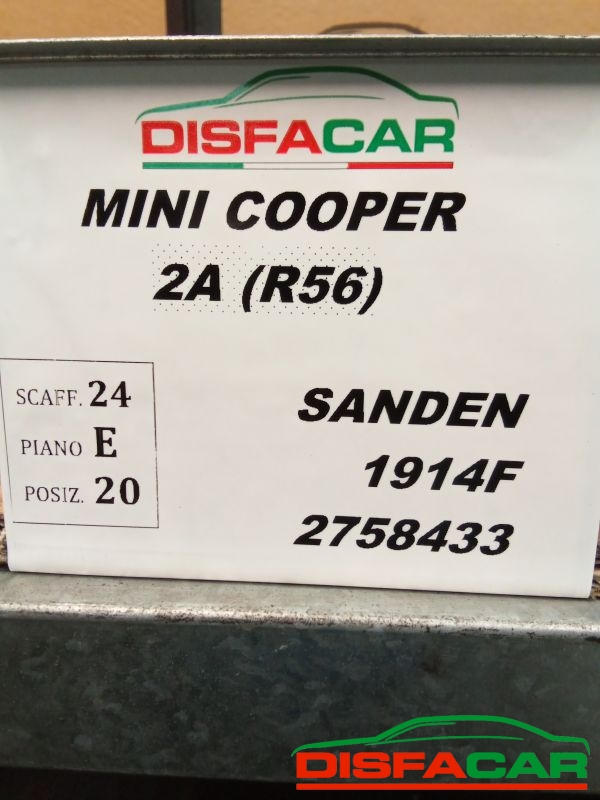 DISFACAR
MINI COOPER
2A (R56)
SCAFF. 24
PIANO E
POSIZ. 20
SANDEN
1914F
2758433
DISFACAR